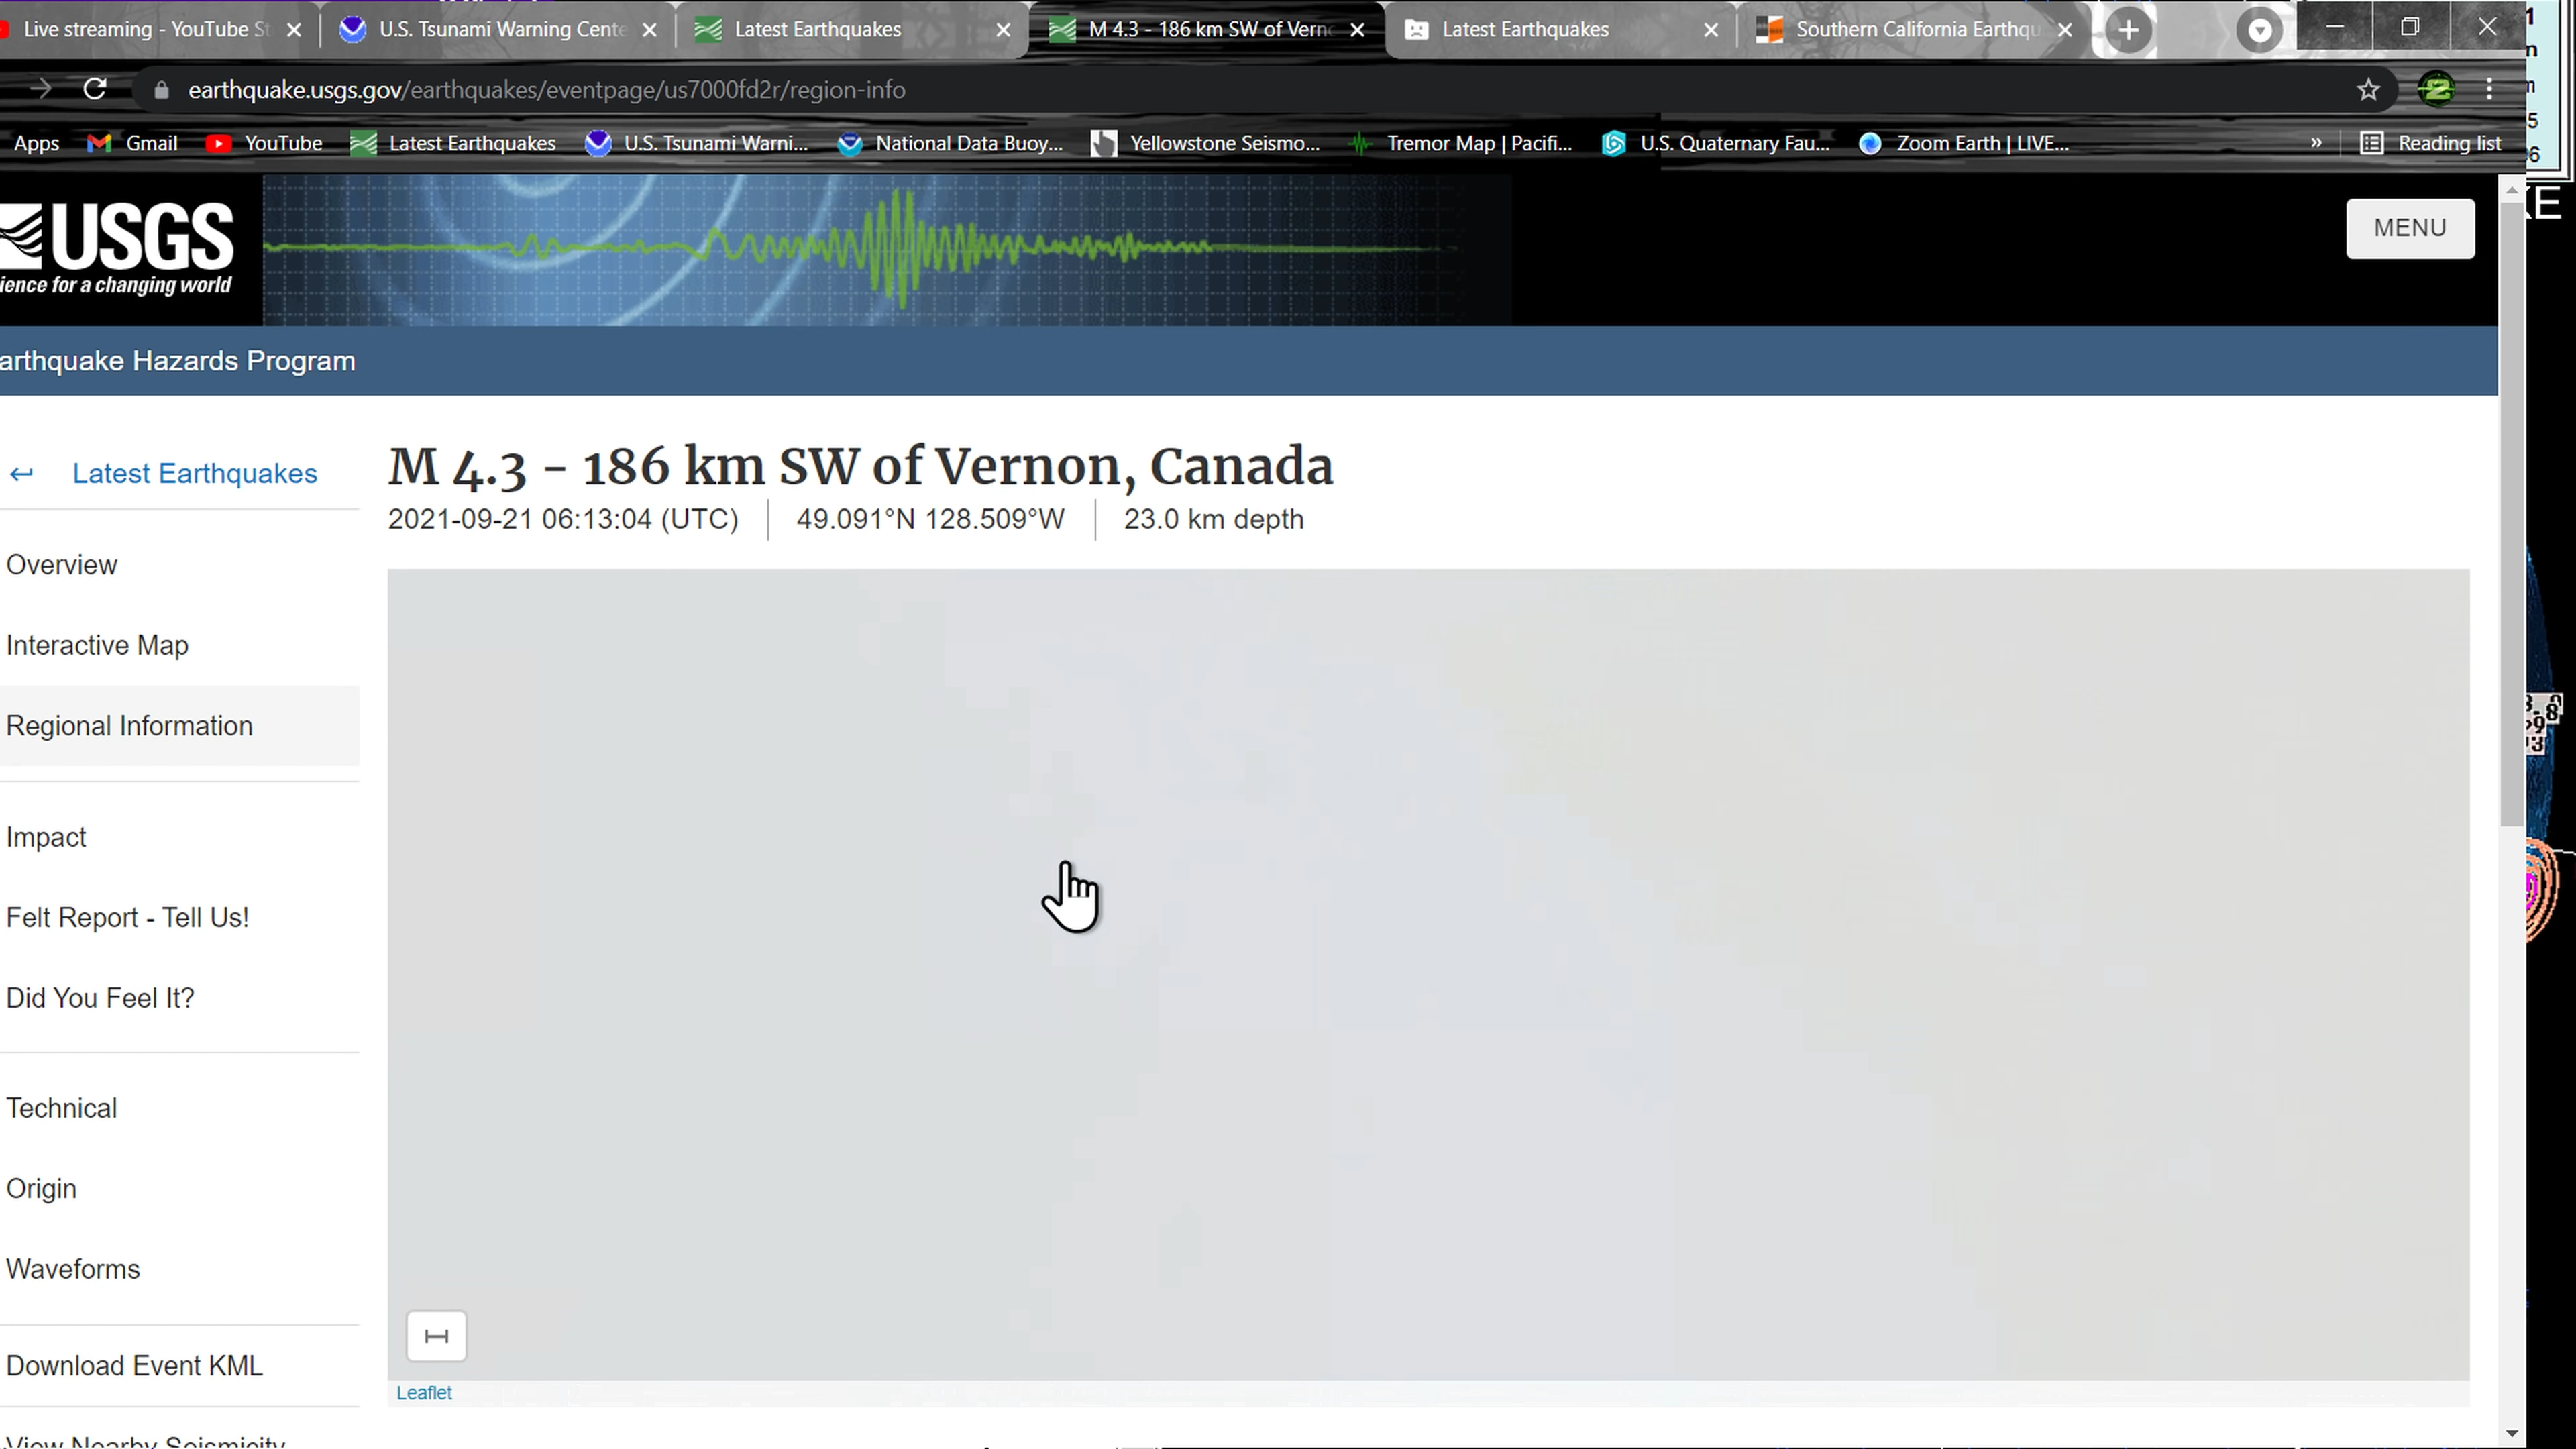 Live streaming - YouTube St
U.S. Tsunami Warning Cente
Latest Earthquakes
M 4.3 - 186 km SW of Vern
Latest Earthquakes
Southern California Earthqu
earthquake.usgs.gov/earthquakes/eventpage/us7000fd2r/region-info
Apps
Gmail
YouTube
Latest Earthquakes
U.S. Tsunami Warni...
National Data Buoy...
Yellowstone Seismo...
Tremor Map | Pacifi...
U.S. Quaternary Fau...
Zoom Earth | LIVE...
»
Reading list
USGS
ience for a changing world
MENU
arthquake Hazards Program
Latest Earthquakes
M 4.3 - 186 km SW of Vernon, Canada
2021-09-21 06:13:04 (UTC)
49.091°N 128.509°W
23.0 km depth
Overview
Interactive Map
Regional Information
Impact
Felt Report - Tell Us!
Did You Feel It?
Technical
Origin
Waveforms
Download Event KML
View Nearby Seismicity
Leaflet